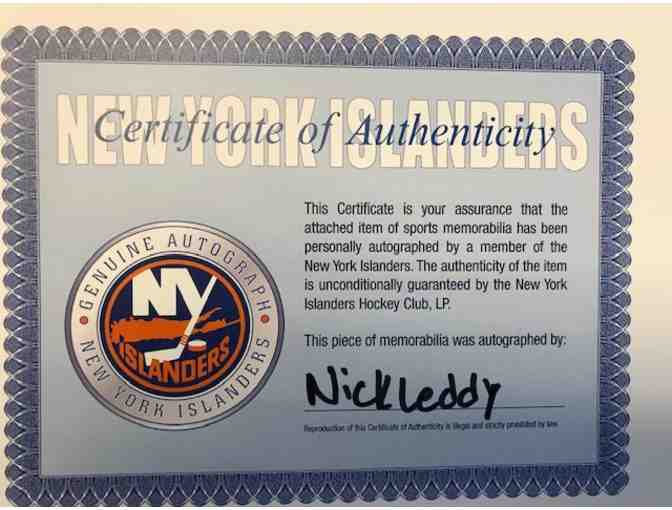 NEW YORK ISLANDERS
Certificate of Authenticity
This Certificate is your assurance that the
attached item of sports memorabilia has been
personally autographed by a member of the
New York Islanders. The authenticity of the item
is unconditionally guaranteed by the New York
Islanders Hockey Club, LP.
GENUINE AUTOGRAPH
NY
ISLANDERS
NEW YORK ISLANDERS
This piece of memorabilia was autographed by:
Nick Leddy
Reproduction of this Certificate of Authenticity is illegal and strictly prohibited by law.